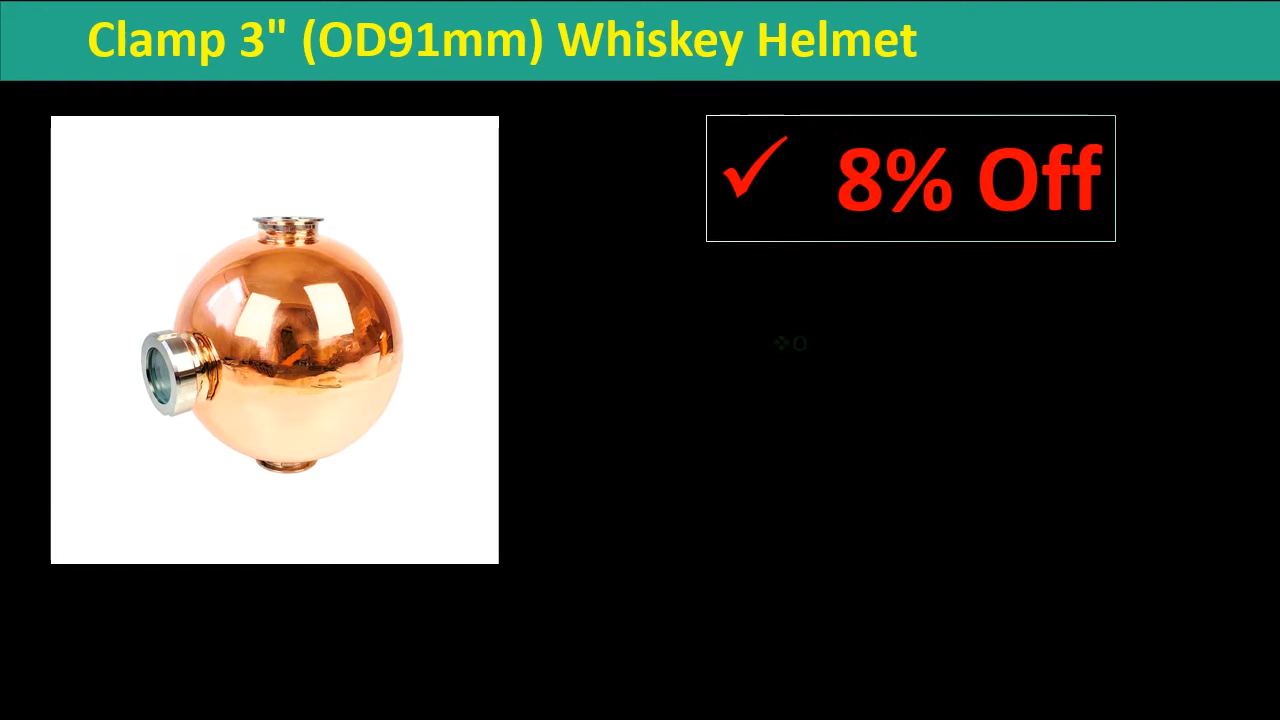 Clamp 3" (OD91mm) Whiskey Helmet
✓ 8% Off